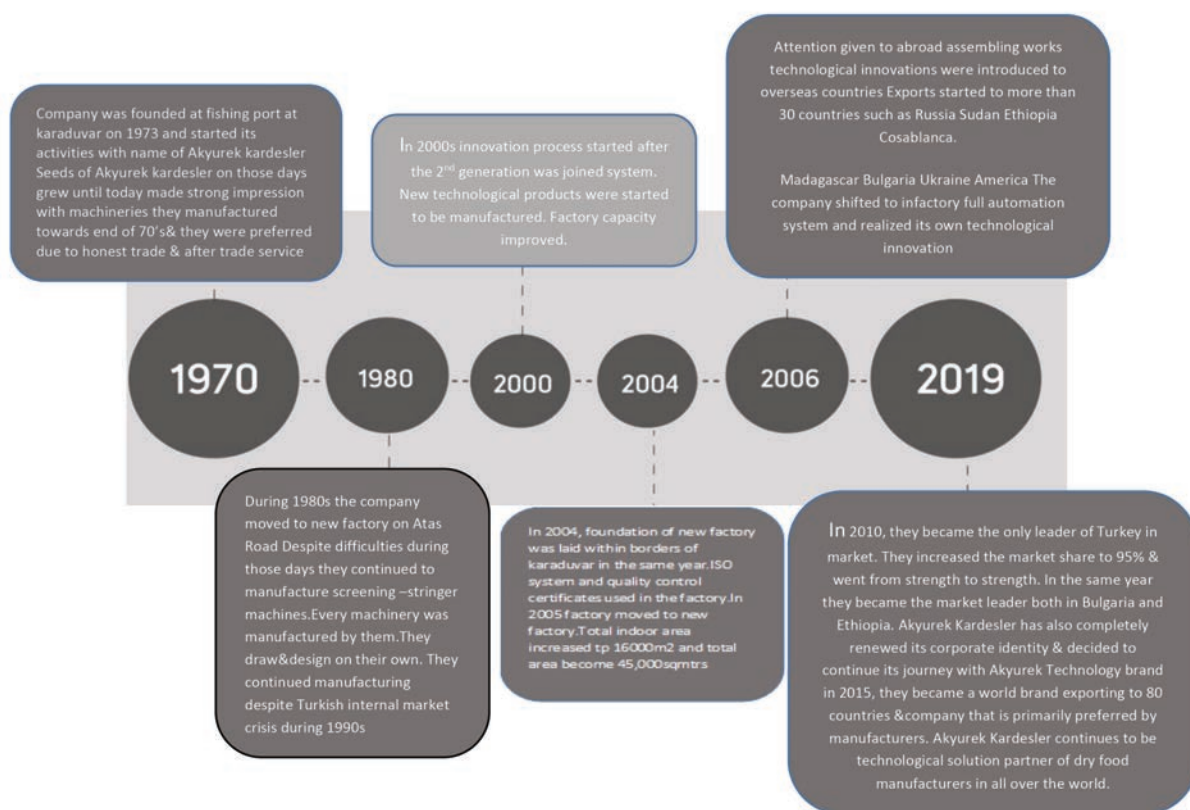 Company was founded at fishing port at
karaduvar on 1973 and started its
activities with name of Akyurek kardesler
Seeds of Akyurek kardesler on those days
grew until today made strong impression
with machineries they manufactured
towards end of 70's& they were preferred
due to honest trade & after trade service
In 2000s innovation process started after
the 2nd generation was joined system.
New technological products were started
to be manufactured. Factory capacity
improved.
Attention given to abroad assembling works
technological innovations were introduced to
overseas countries Exports started to more than
30 countries such as Russia Sudan Ethiopia
Cosablanca.
Madagascar Bulgaria Ukraine America The
company shifted to infactory full automation
system and realized its own technological
innovation
1970
1980
2000
2004
2006
2019
During 1980s the company
moved to new factory on Atas
Road Despite difficulties during
those days they continued to
manufacture screening –stringer
machines.Every machinery was
manufactured by them.They
draw&design on their own. They
continued manufacturing
despite Turkish internal market
crisis during 1990s
In 2004, foundation of new factory
was laid within borders of
karaduvar in the same year.ISO
system and quality control
certificates used in the factory.In
2005 factory moved to new
factory.Total indoor area
increased tp 16000m2 and total
area become 45,000sqmtrs
In 2010, they became the only leader of Turkey in
market. They increased the market share to 95% &
went from strength to strength. In the same year
they became the market leader both in Bulgaria and
Ethiopia. Akyurek Kardesler has also completely
renewed its corporate identity & decided to
continue its journey with Akyurek Technology brand
in 2015, they became a world brand exporting to 80
countries &company that is primarily preferred by
manufacturers. Akyurek Kardesler continues to be
technological solution partner of dry food
manufacturers in all over the world.